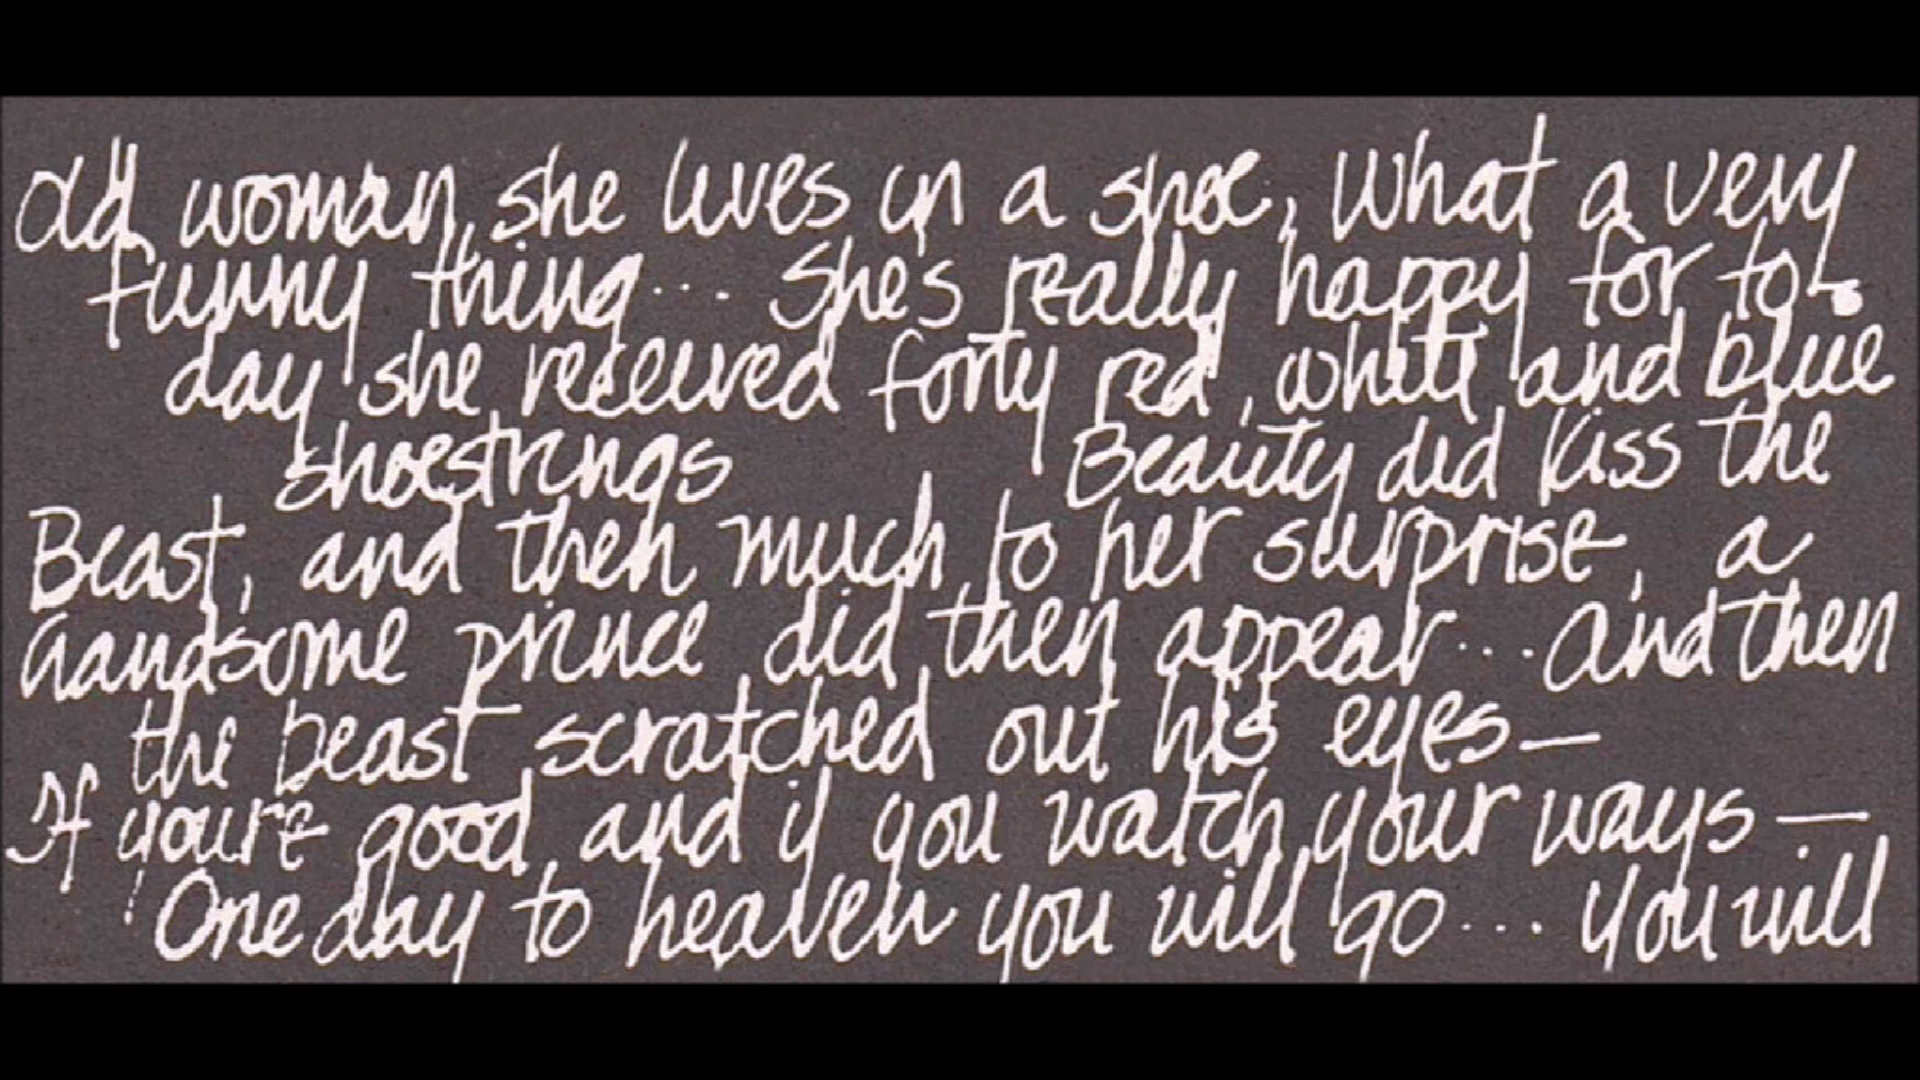 Old woman, she lives in a shoe, What a very
funny thing... She's really happy for to-
day she received forty red, white and blue
shoestrings Beauty did kiss the
Beast, and then much to her surprise, a
handsome prince did then appear... and then
the beast scratched out his eyes—
If you're good, and if you watch your ways—
One day to heaven you will go... you will